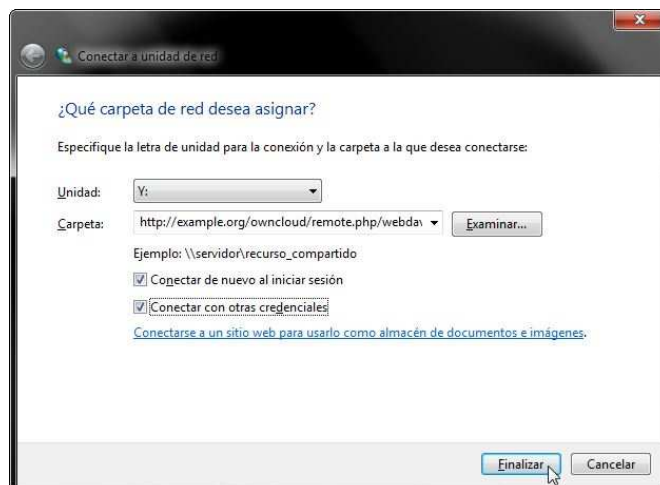 Conectar a unidad de red
¿Qué carpeta de red desea asignar?
Especifique la letra de unidad para la conexión y la carpeta a la que desea conectarse:
Unidad: Y:
Carpeta: http://example.org/owncloud/remote.php/webdav Examinar...
Ejemplo: \\servidor\recurso_compartido
Conectar de nuevo al iniciar sesión
Conectar con otras credenciales
Conectarse a un sitio web para usarlo como almacén de documentos e imágenes.
Finalizar Cancelar